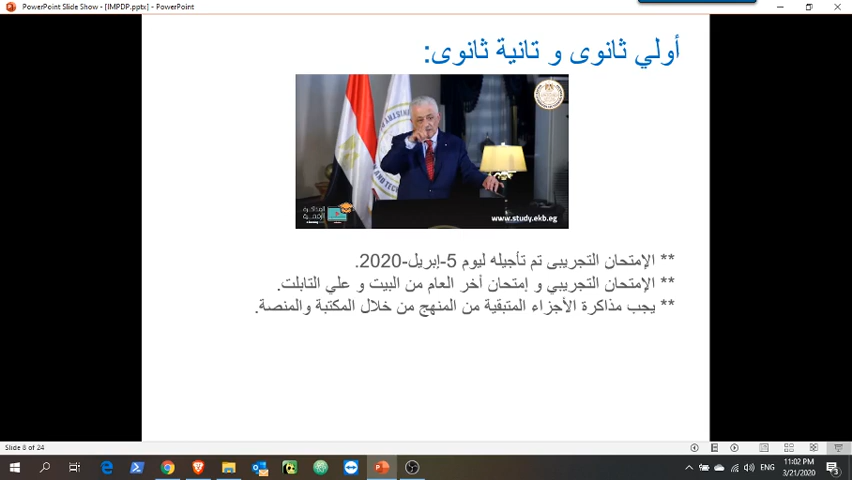 PowerPoint Slide Show - [IMPDP.pptx] - PowerPoint
أولي ثانوى و تانية ثانوى:
www.study.ekb.eg
** الإمتحان التجريبى تم تأجيله ليوم 5-إبريل-2020.
** الإمتحان التجريبي و إمتحان أخر العام من البيت و علي التابلت.
** يجب مذاكرة الأجزاء المتبقية من المنهج من خلال المكتبة والمنصة.
Slide 8 of 24
ENG
11:02 PM
3/21/2020